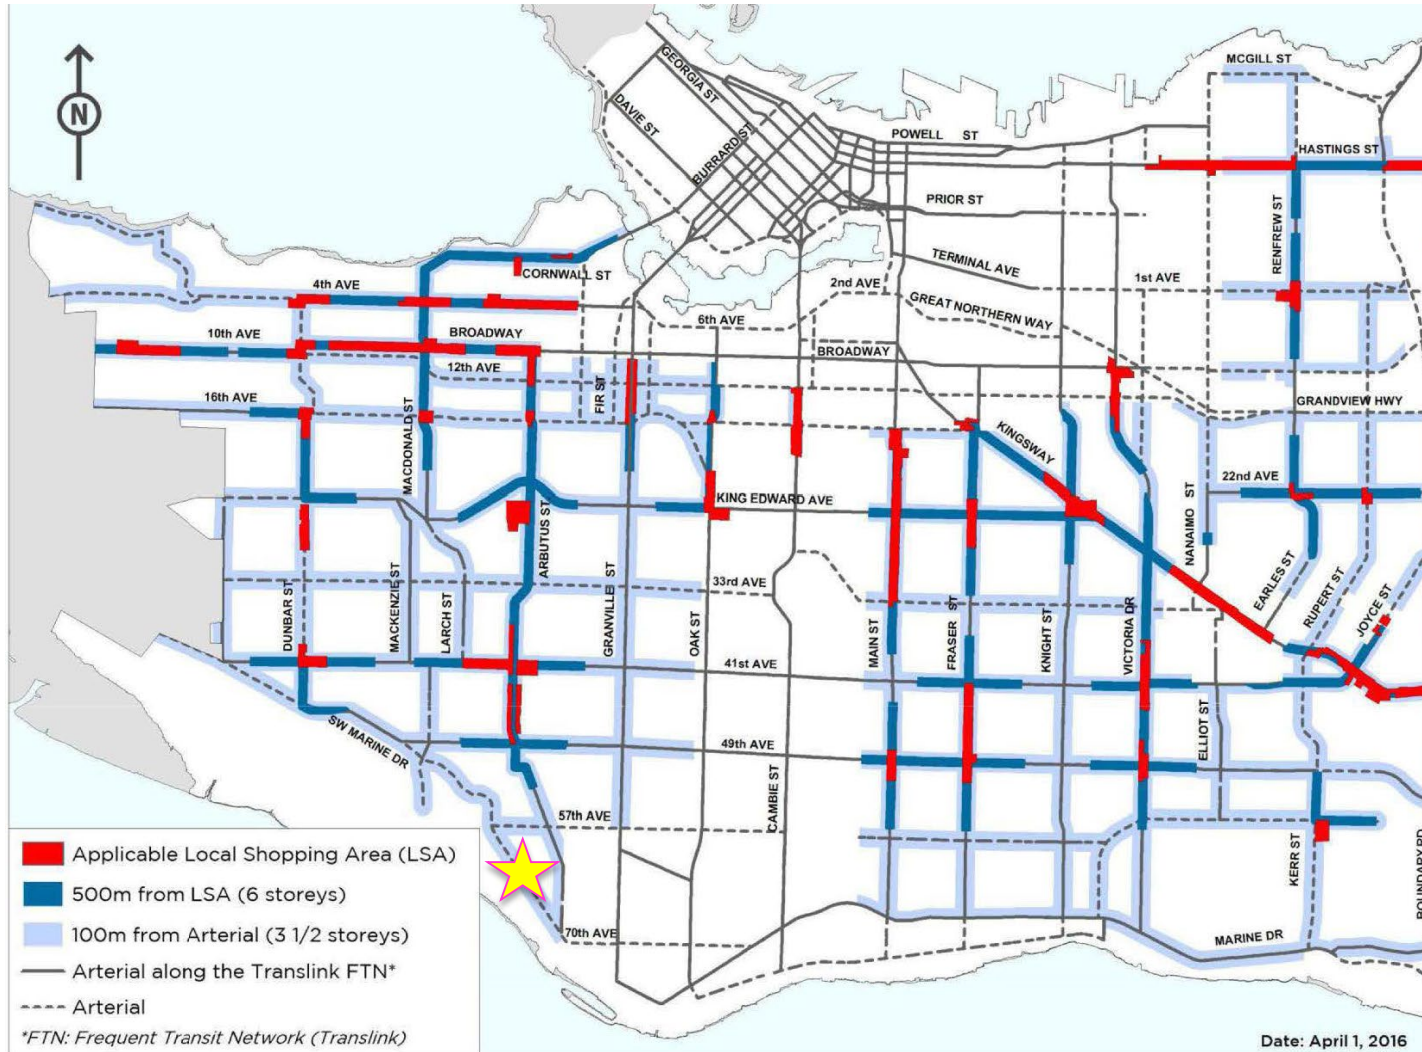 N
GEORGIA ST
DAVIE ST
BURRARD ST
POWELL ST
MCGILL ST
HASTINGS ST
PRIOR ST
RENFREW ST
TERMINAL AVE
1st AVE
CORNWALL ST
4th AVE
2nd AVE
GREAT NORTHERN WAY
6th AVE
10th AVE
BROADWAY
BROADWAY
12th AVE
FIR ST
16th AVE
MACDONALD ST
GRANDVIEW HWY
KINGSWAY
22nd AVE
KING EDWARD AVE
ARBUTUS ST
NANAIMO ST
GRANVILLE ST
33rd AVE
DUNBAR ST
MACKENZIE ST
LARCH ST
OAK ST
MAIN ST
FRASER ST
KNIGHT ST
VICTORIA DR
EARLES ST
RUPERT ST
JOYCE ST
41st AVE
SW MARINE DR
49th AVE
ELLIOT ST
CAMBIE ST
57th AVE
KERR ST
BOUNDARY RD
70th AVE
MARINE DR
Applicable Local Shopping Area (LSA)
500m from LSA (6 storeys)
100m from Arterial (3 1/2 storeys)
Arterial along the Translink FTN*
Arterial
*FTN: Frequent Transit Network (Translink)
Date: April 1, 2016